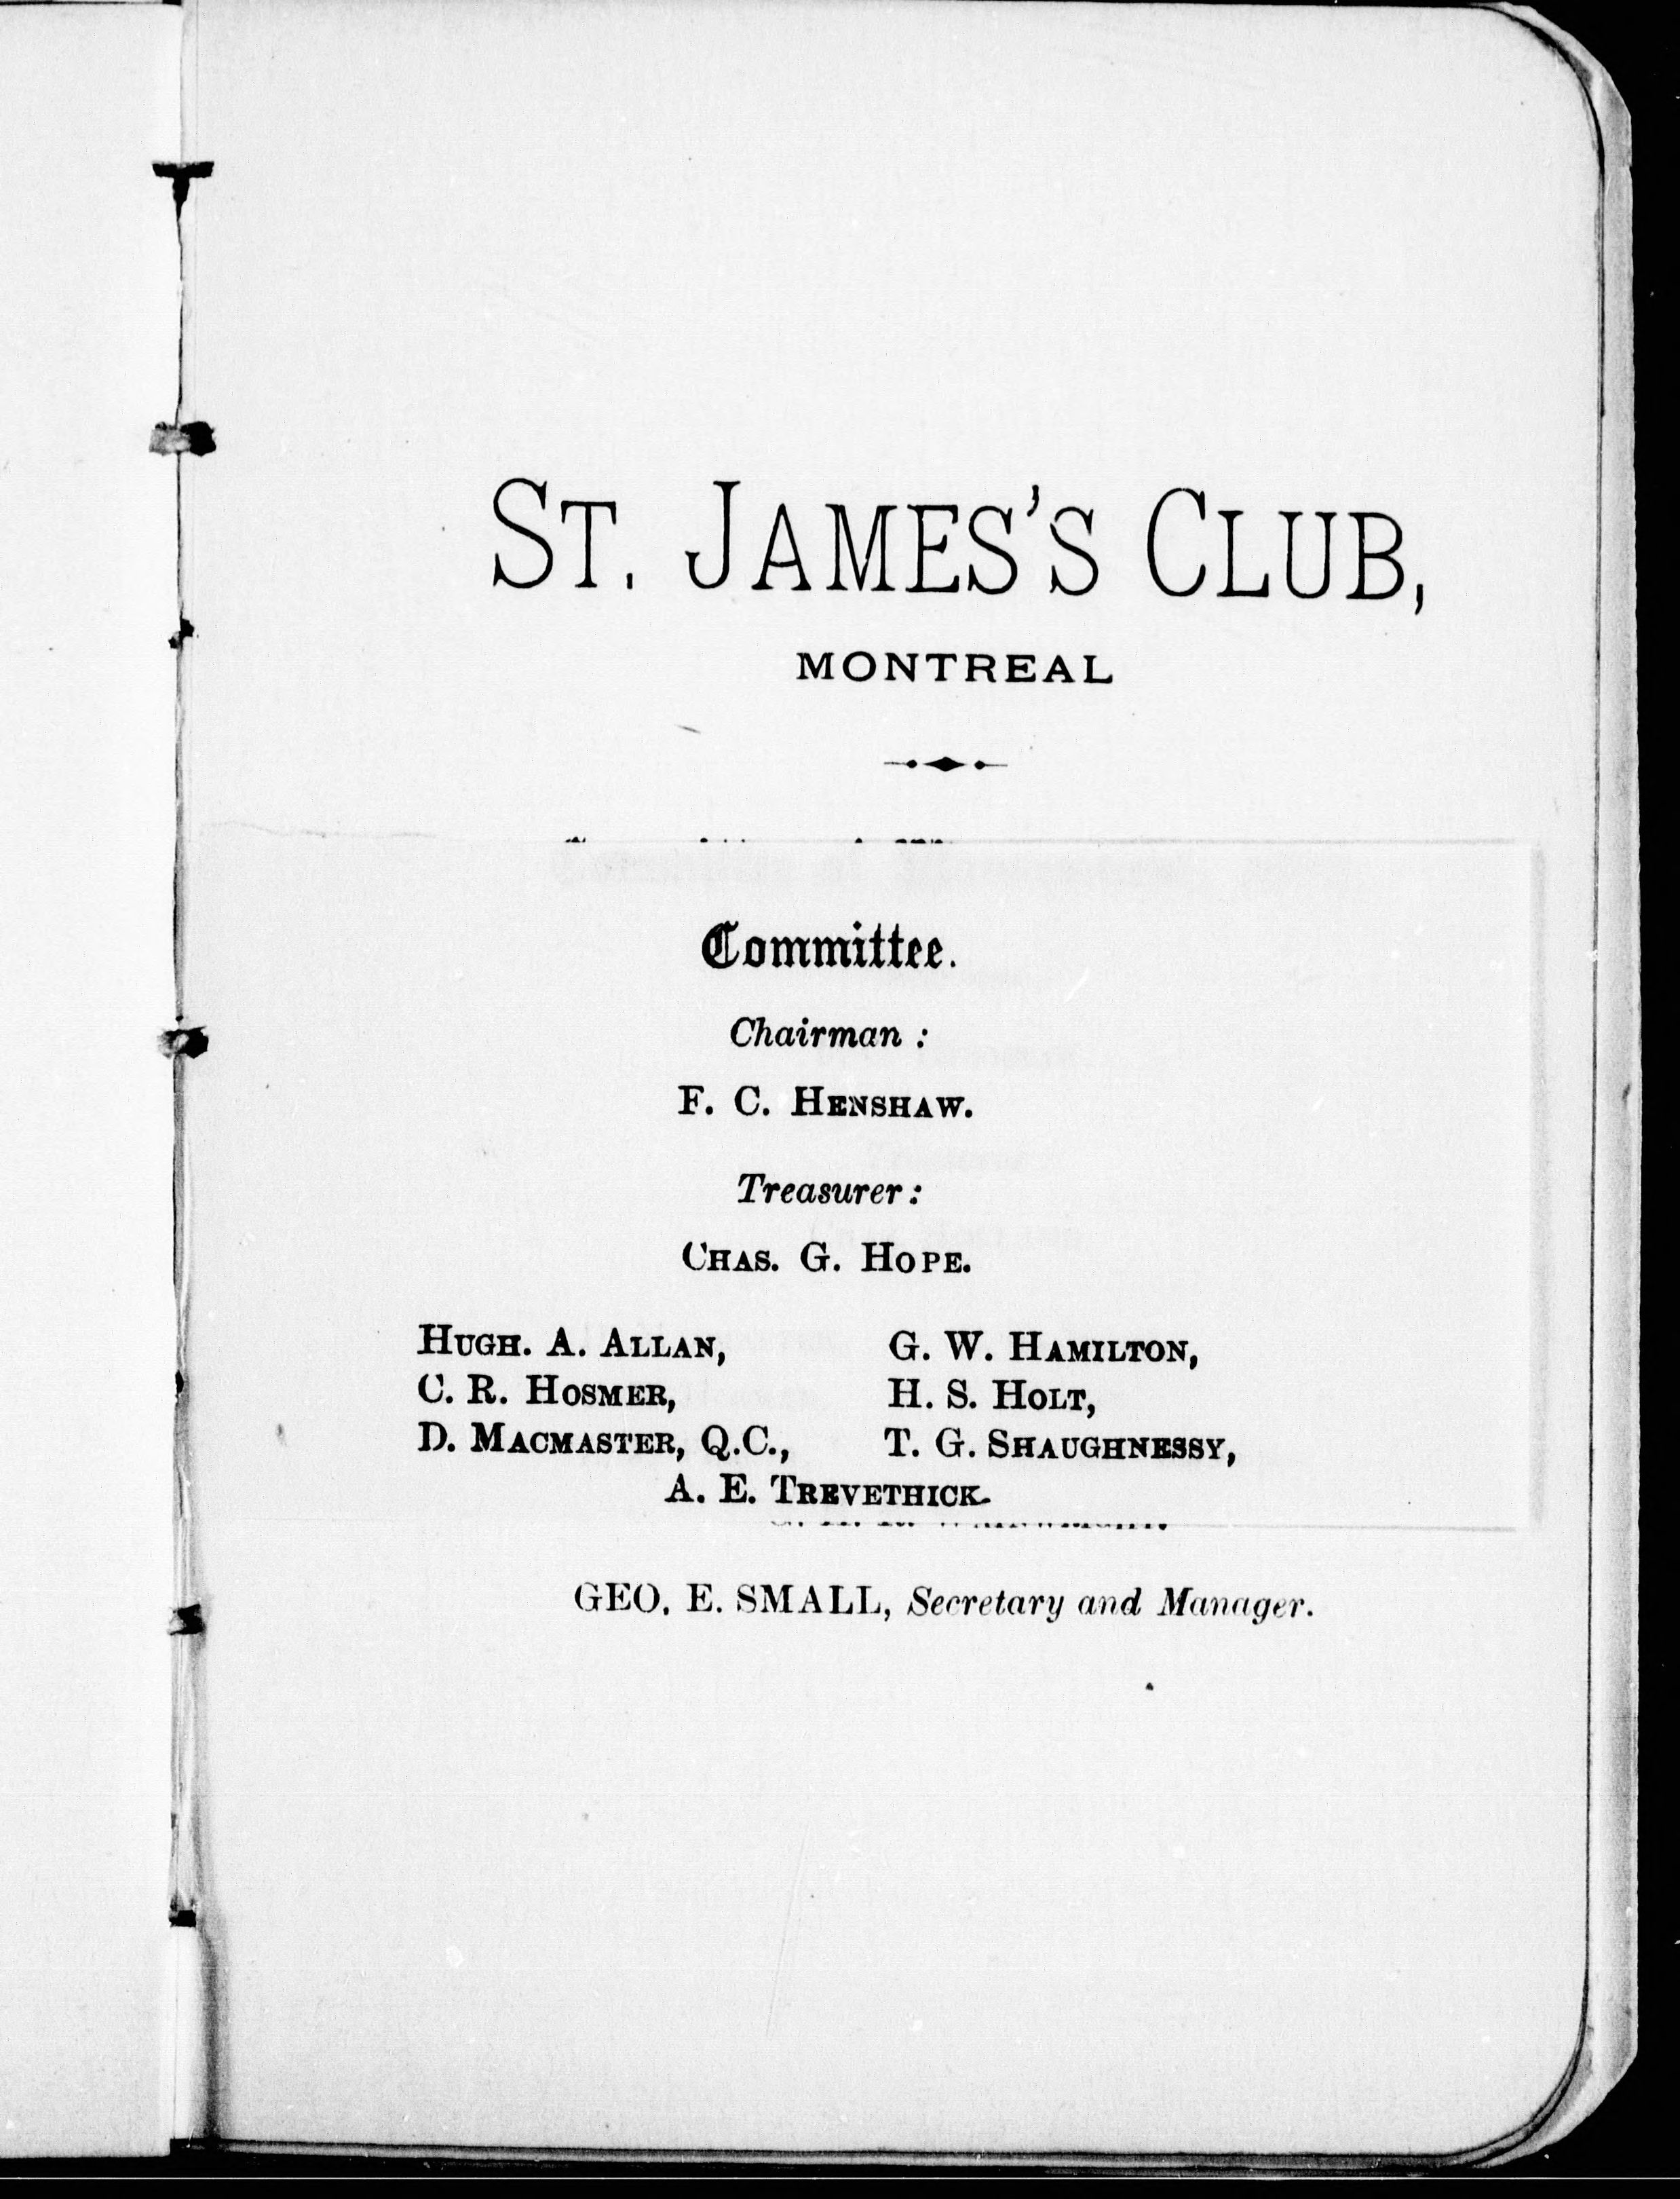 ST. JAMES'S CLUB,
MONTREAL
Committee.
Chairman :
F. C. HENSHAW.
Treasurer :
CHAS. G. HOPE.
HUGH. A. ALLAN, G. W. HAMILTON,
C. R. HOSMER, H. S. HOLT,
D. MACMASTER, Q.C., T. G. SHAUGHNESSY,
A. E. TREVETHICK.
GEO. E. SMALL, Secretary and Manager.